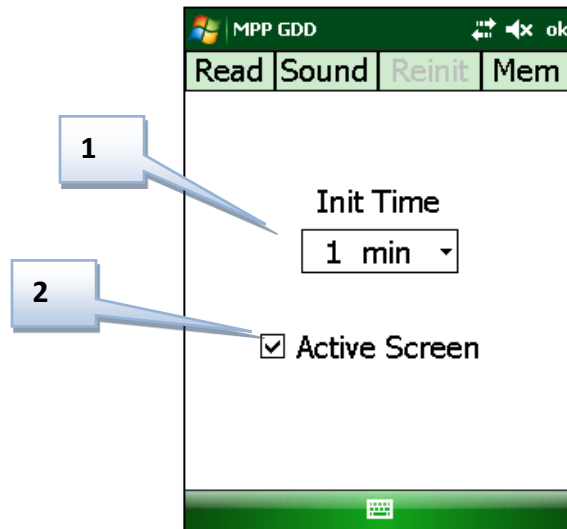 MPP GDD ok
Read Sound Reinit Mem
1
Init Time
1 min
2
Active Screen